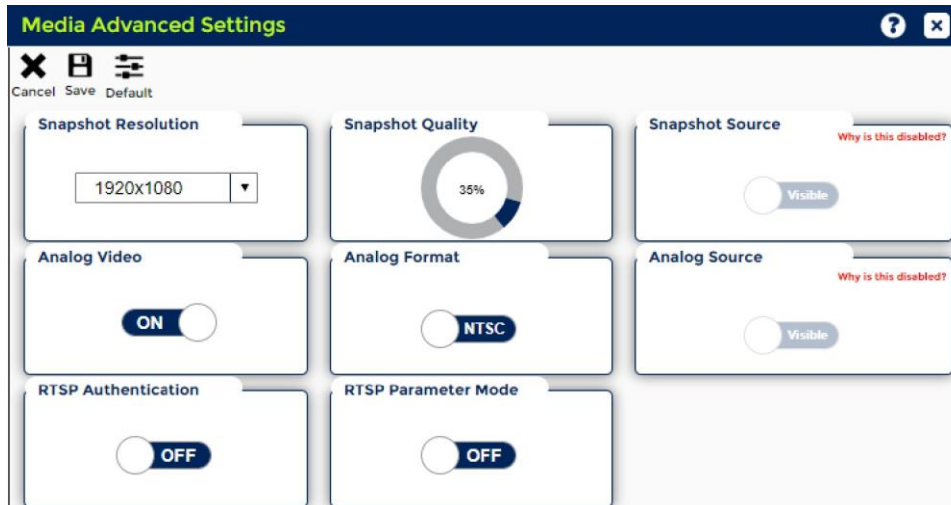 Media Advanced Settings
?
Cancel Save Default
Snapshot Resolution
1920x1080
Snapshot Quality
35%
Snapshot Source
Why is this disabled?
Visible
Analog Video
ON
Analog Format
NTSC
Analog Source
Why is this disabled?
Visible
RTSP Authentication
OFF
RTSP Parameter Mode
OFF